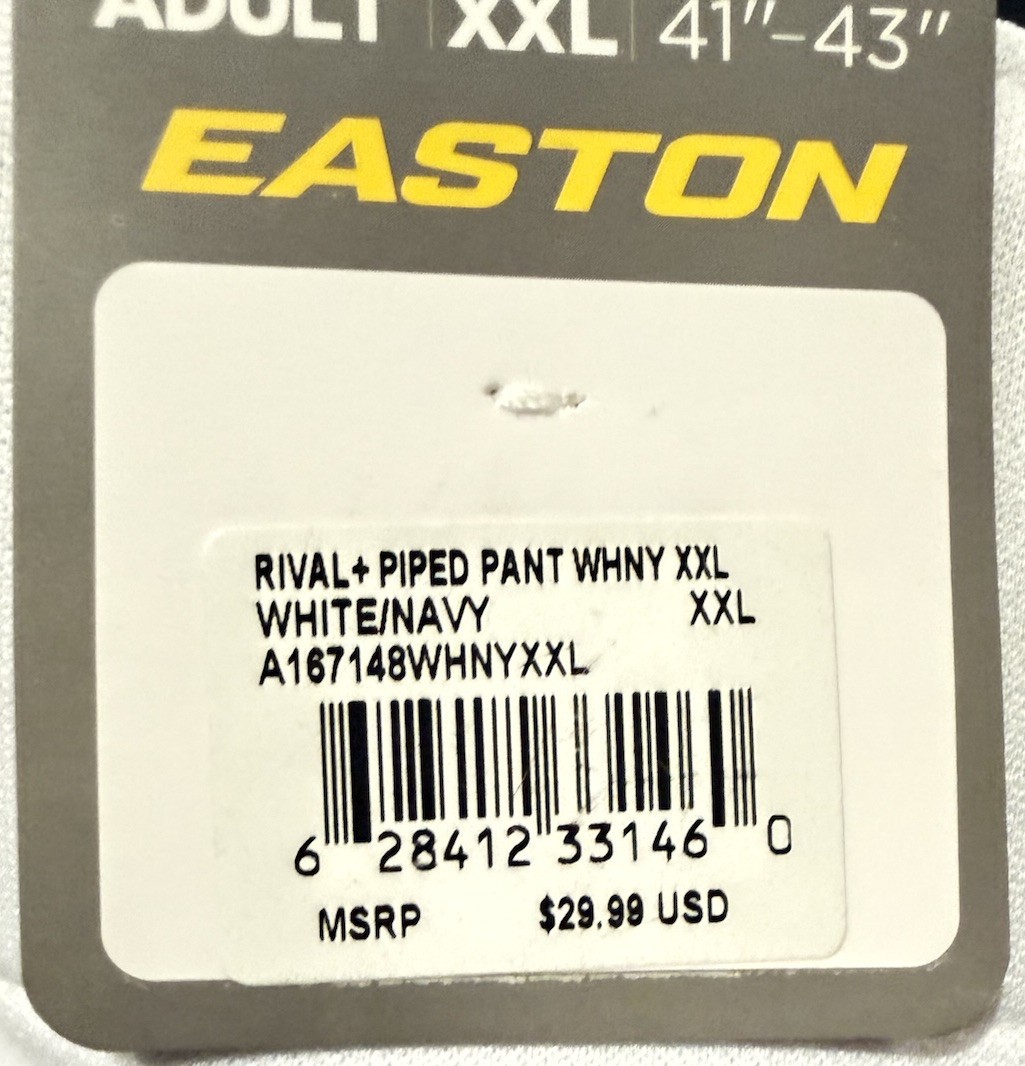 ADULT XXL 41"-43"
EASTON
RIVAL+ PIPED PANT WHNY XXL
WHITE/NAVY XXL
A167148WHNYXXL
6 28412 33146 0
MSRP $29.99 USD